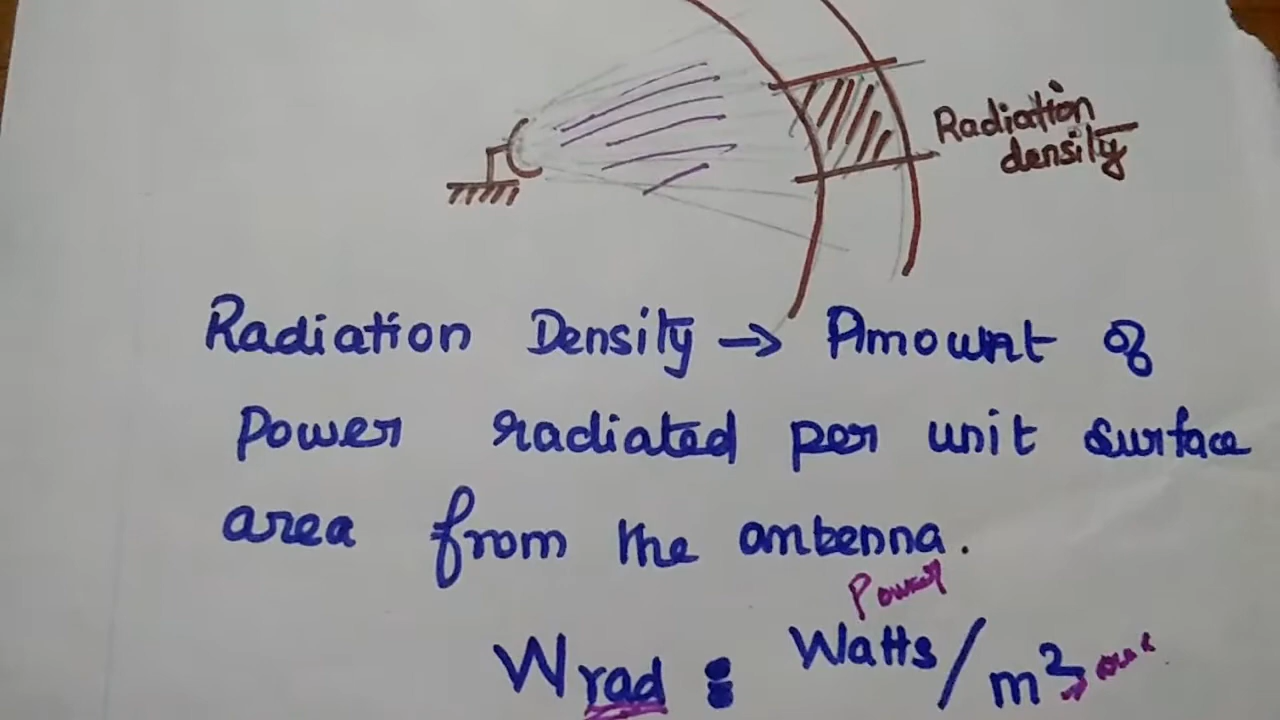 Radiation
density
Radiation Density → Amount of
Power radiated per unit surface
area from the antenna.
Power
Wrad : Watts/m²